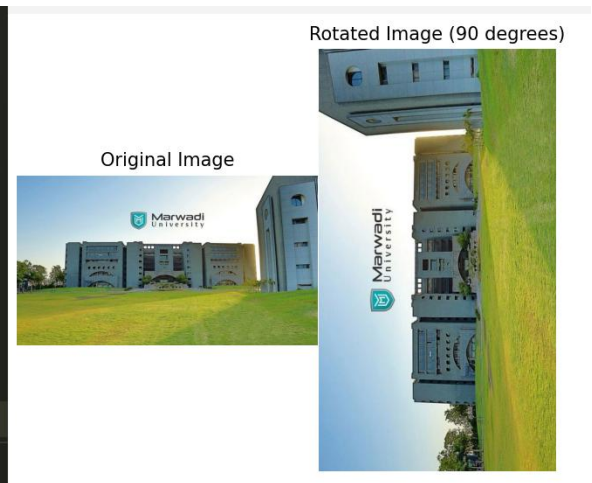 Rotated Image (90 degrees)
Original Image
Marwadi
University
Marwadi
University